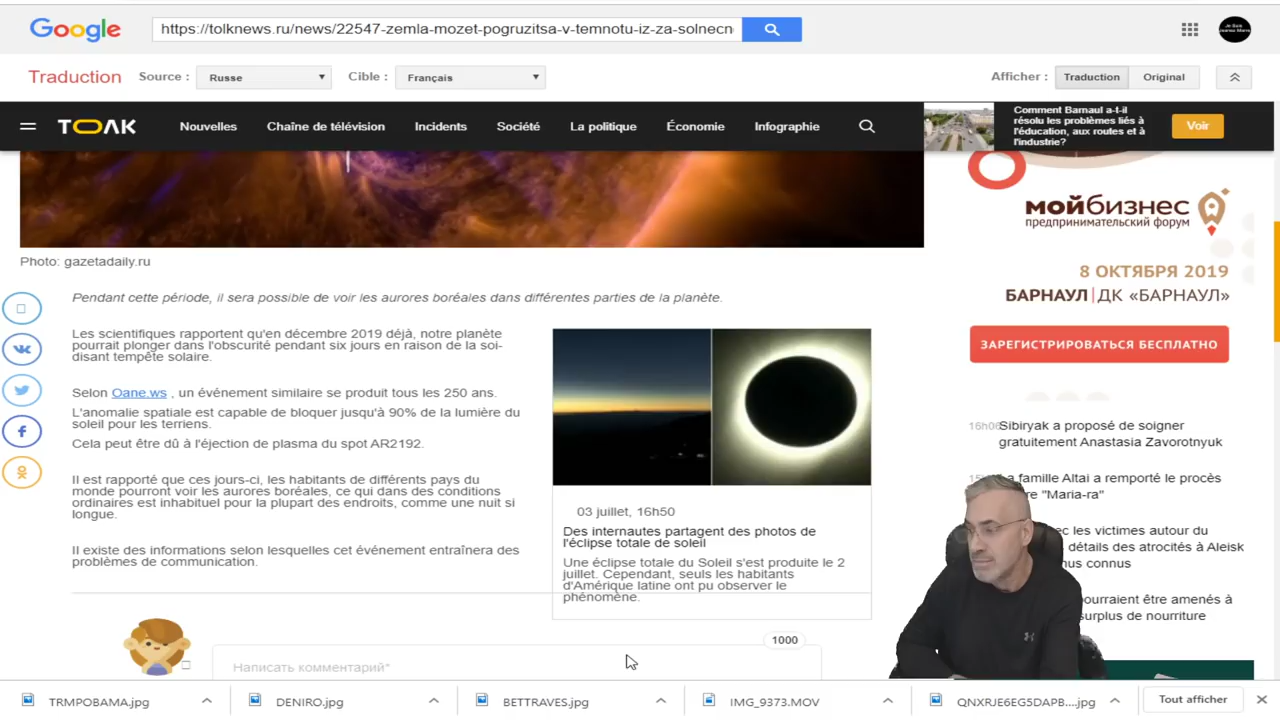 Google
https://tolknews.ru/news/22547-zemla-mozet-pogruzitsa-v-temnotu-iz-za-solnecn
Traduction
Source :
Russe
Cible :
Français
Afficher :
Traduction
Original
Nouvelles
Chaîne de télévision
Incidents
Société
La politique
Économie
Infographie
Comment Barnaul a-t-il
résolu les problèmes liés à
l'éducation, aux routes et à
l'industrie?
Voir
Photo: gazetadaily.ru
Pendant cette période, il sera possible de voir les aurores boréales dans différentes parties de la planète.
Les scientifiques rapportent qu'en décembre 2019 déjà, notre planète
pourrait plonger dans l'obscurité pendant six jours en raison de la soi-
disant tempête solaire.
Selon Oane.ws , un événement similaire se produit tous les 250 ans.
L'anomalie spatiale est capable de bloquer jusqu'à 90% de la lumière du
soleil pour les terriens.
Cela peut être dû à l'éjection de plasma du spot AR2192.
Il est rapporté que ces jours-ci, les habitants de différents pays du
monde pourront voir les aurores boréales, ce qui dans des conditions
ordinaires est inhabituel pour la plupart des endroits, comme une nuit si
longue.
Il existe des informations selon lesquelles cet événement entraînera des
problèmes de communication.
03 juillet, 16h50
Des internautes partagent des photos de
l'éclipse totale de soleil
Une éclipse totale du Soleil s'est produite le 2
juillet. Cependant, seuls les habitants
d'Amérique latine ont pu observer le
phénomène.
мойбизнес
предпринимательский форум
8 ОКТЯБРЯ 2019
БАРНАУЛ|ДК «БАРНАУЛ»
ЗАРЕГИСТРИРОВАТЬСЯ БЕСПЛАТНО
Sibiryak a proposé de soigner
gratuitement Anastasia Zavorotnyuk
famille Altai a remporté le procès
"Maria-ra"
les victimes autour du
détails des atrocités à Aleisk
connus
pourraient être amenés à
surplus de nourriture
1000
Написать комментарий*
TRMPOBAMA.jpg
DENIRO.jpg
BETTRAVES.jpg
IMG_9373.MOV
QNXRJE6EG5DAPB....jpg
Tout afficher